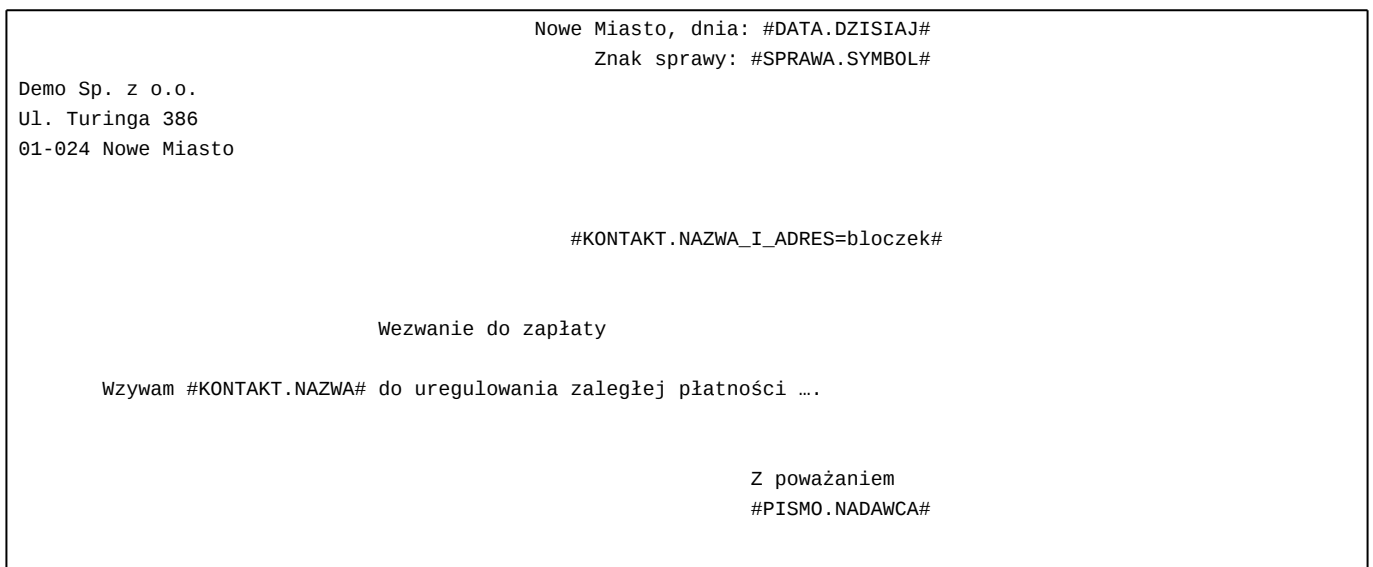 Nowe Miasto, dnia: #DATA.DZISIAJ#
Znak sprawy: #SPRAWA.SYMBOL#
Demo Sp. z o.o.
Ul. Turinga 386
01-024 Nowe Miasto
#KONTAKT.NAZWA_I_ADRES=bloczek#
Wezwanie do zapłaty
Wzywam #KONTAKT.NAZWA# do uregulowania zaległej płatności ….
Z poważaniem
#PISMO.NADAWCA#